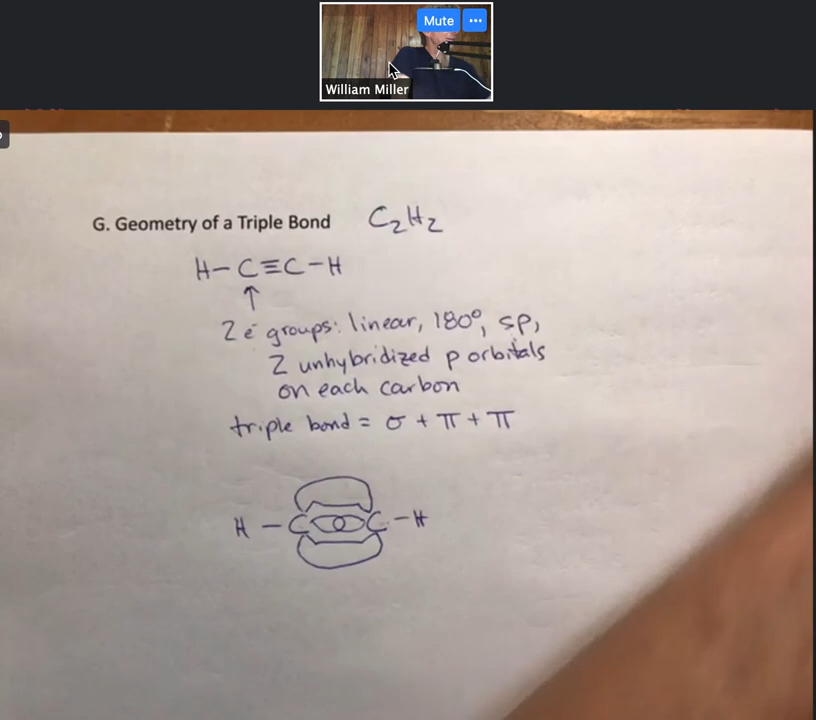 Mute ...
William Miller
G. Geometry of a Triple Bond C₂H₂
H-C≡C-H
↑
2 e⁻ groups: linear, 180°, sp,
2 unhybridized p orbitals
on each carbon
triple bond = σ + π + π
H - C C - H